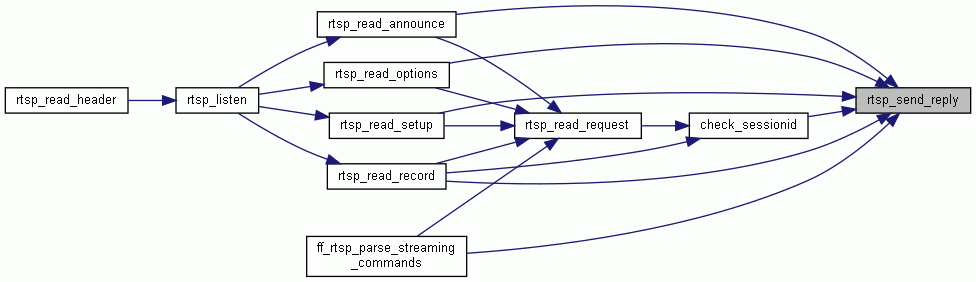 rtsp_read_announce
rtsp_read_options
rtsp_read_header
rtsp_listen
rtsp_send_reply
rtsp_read_setup
rtsp_read_request
check_sessionid
rtsp_read_record
ff_rtsp_parse_streaming
_commands